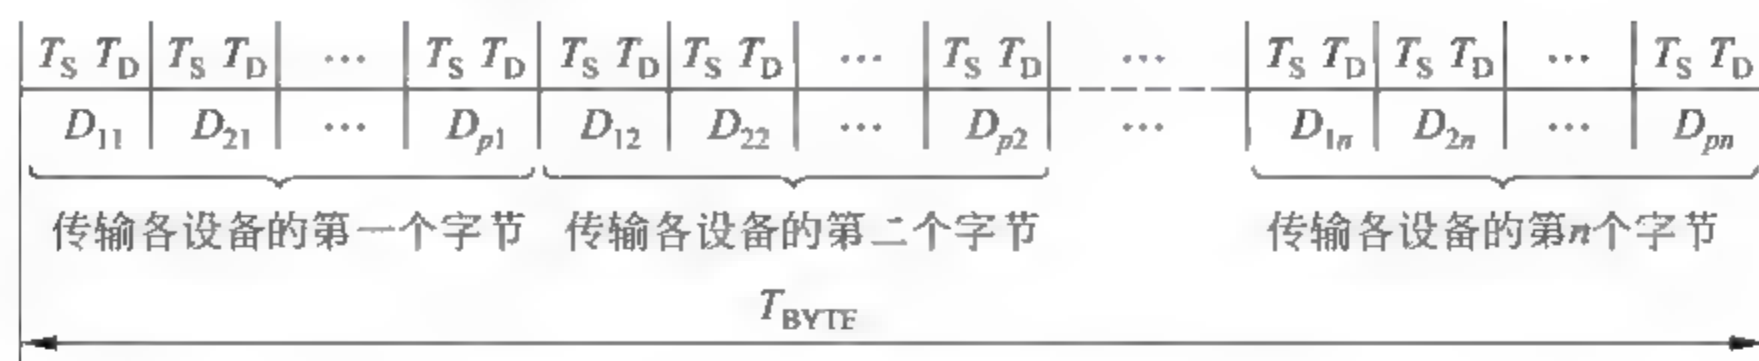 T_S T_D T_S T_D … T_S T_D T_S T_D T_S T_D … T_S T_D … T_S T_D T_S T_D … T_S T_D
D_11 D_21 … D_p1 D_12 D_22 … D_p2 … D_1n D_2n … D_pn
传输各设备的第一个字节 传输各设备的第二个字节 传输各设备的第n个字节
T_BYTE